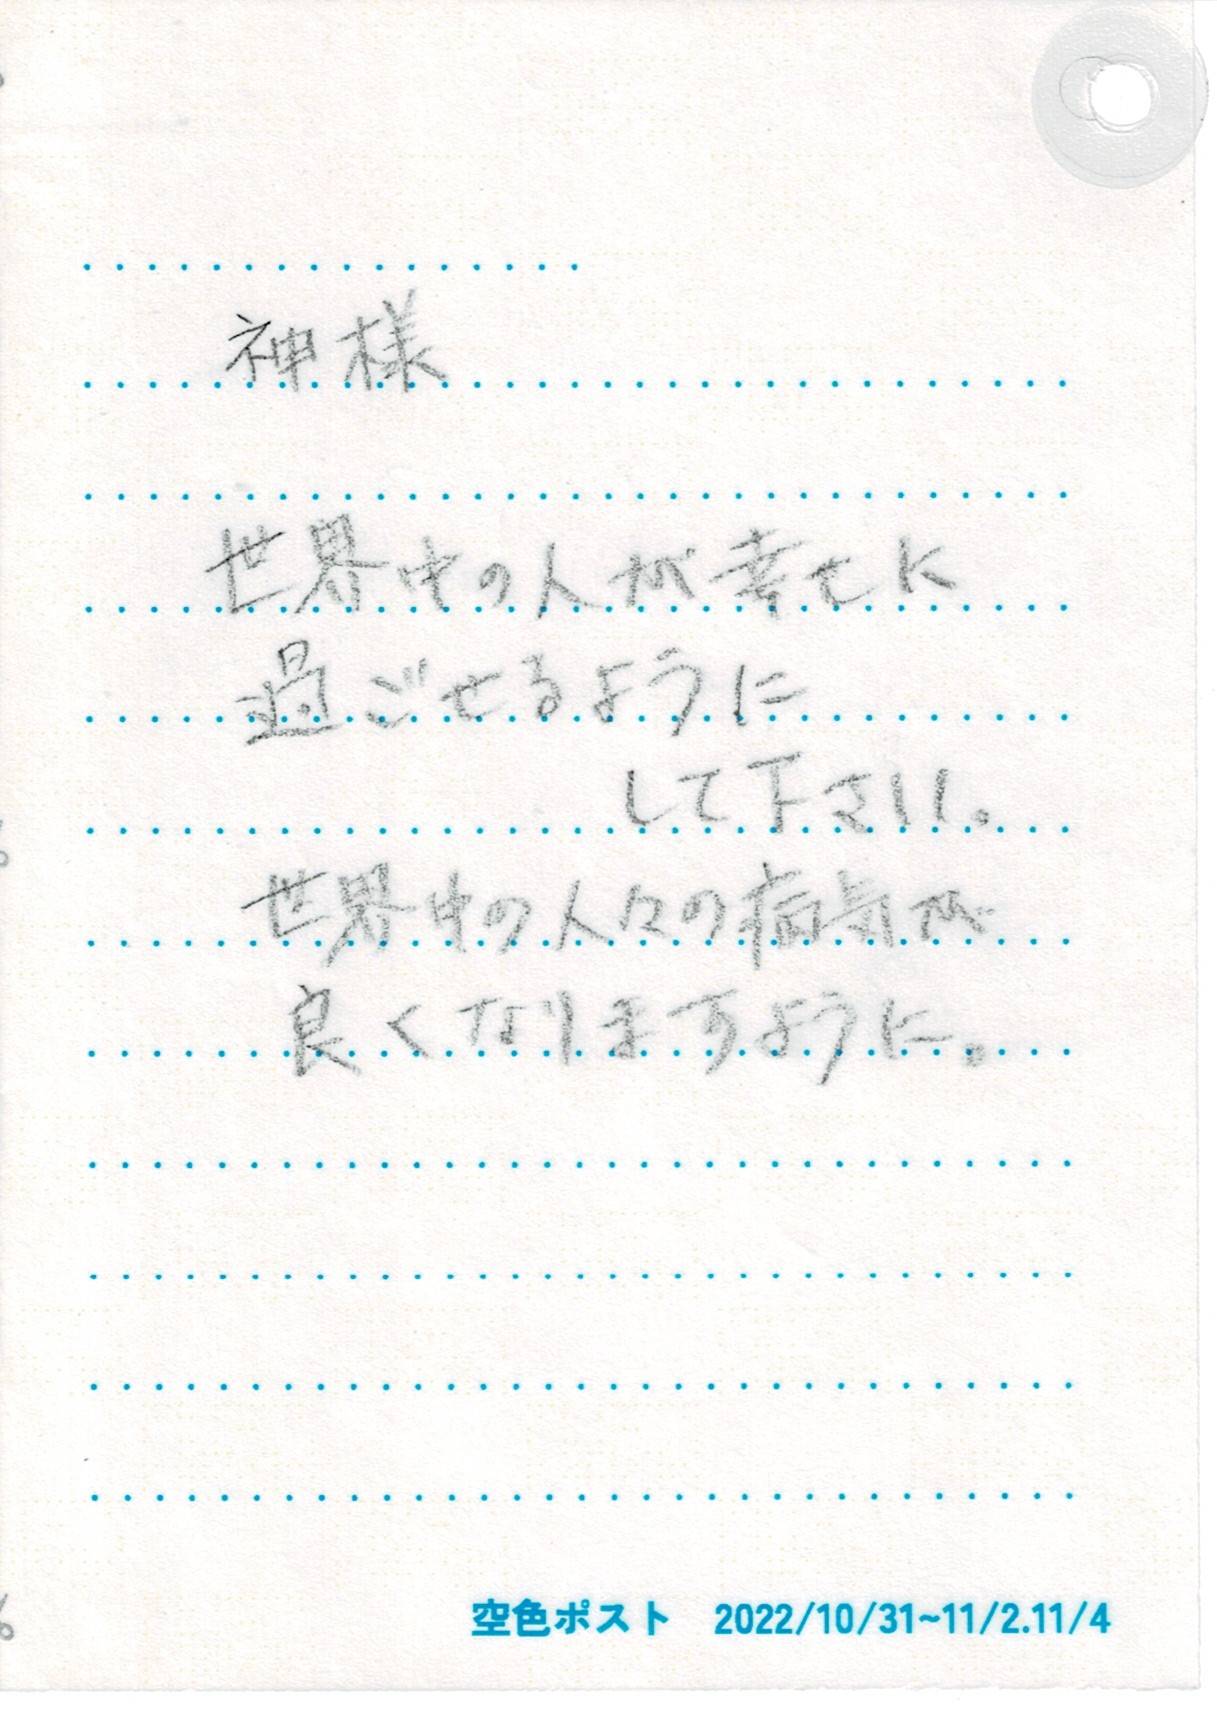 神様
世界中の人が幸せに
過ごせるように
して下さい。
世界中の人々の病気が
良くなりますように。
空色ポスト 2022/10/31~11/2.11/4